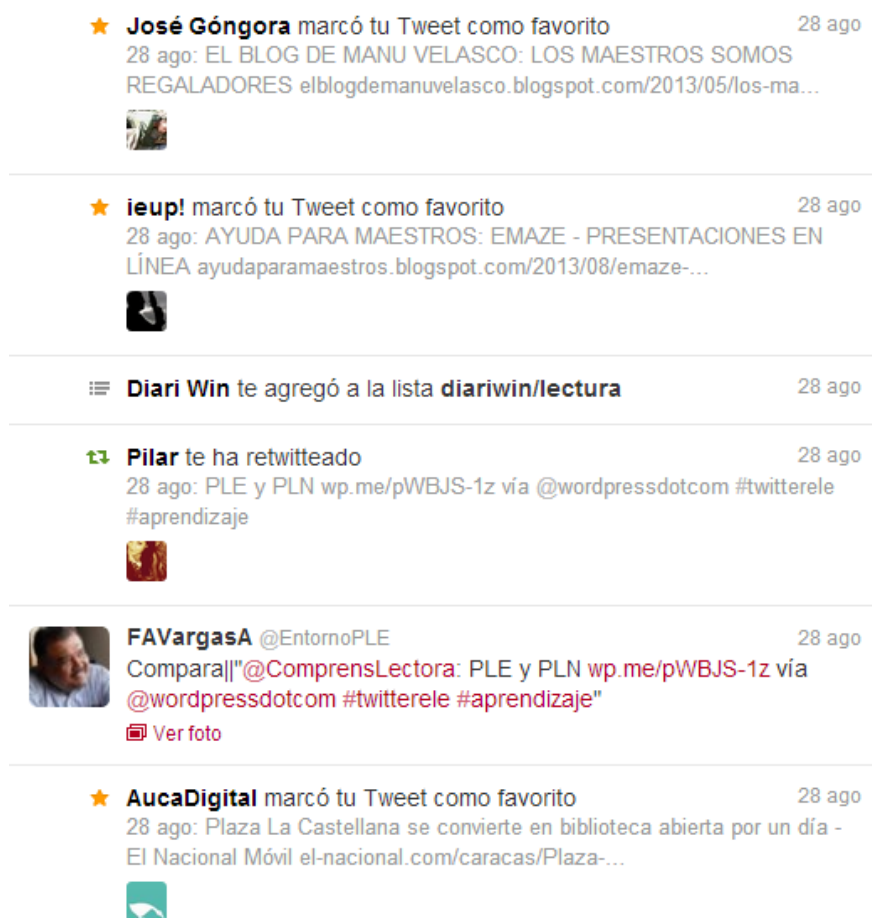 José Góngora marcó tu Tweet como favorito 28 ago
28 ago: EL BLOG DE MANU VELASCO: LOS MAESTROS SOMOS
REGALADORES elblogdemanuvelasco.blogspot.com/2013/05/los-ma...
ieup! marcó tu Tweet como favorito 28 ago
28 ago: AYUDA PARA MAESTROS: EMAZE - PRESENTACIONES EN
LÍNEA ayudaparamaestros.blogspot.com/2013/08/emaze-...
Diari Win te agregó a la lista diariwin/lectura 28 ago
Pilar te ha retwitteado 28 ago
28 ago: PLE y PLN wp.me/pWBJS-1z vía @wordpressdotcom #twitterele
#aprendizaje
FAVargasA @EntornoPLE 28 ago
Compara||"@ComprensLectora: PLE y PLN wp.me/pWBJS-1z vía
@wordpressdotcom #twitterele #aprendizaje"
Ver foto
AucaDigital marcó tu Tweet como favorito 28 ago
28 ago: Plaza La Castellana se convierte en biblioteca abierta por un día -
El Nacional Móvil el-nacional.com/caracas/Plaza-...